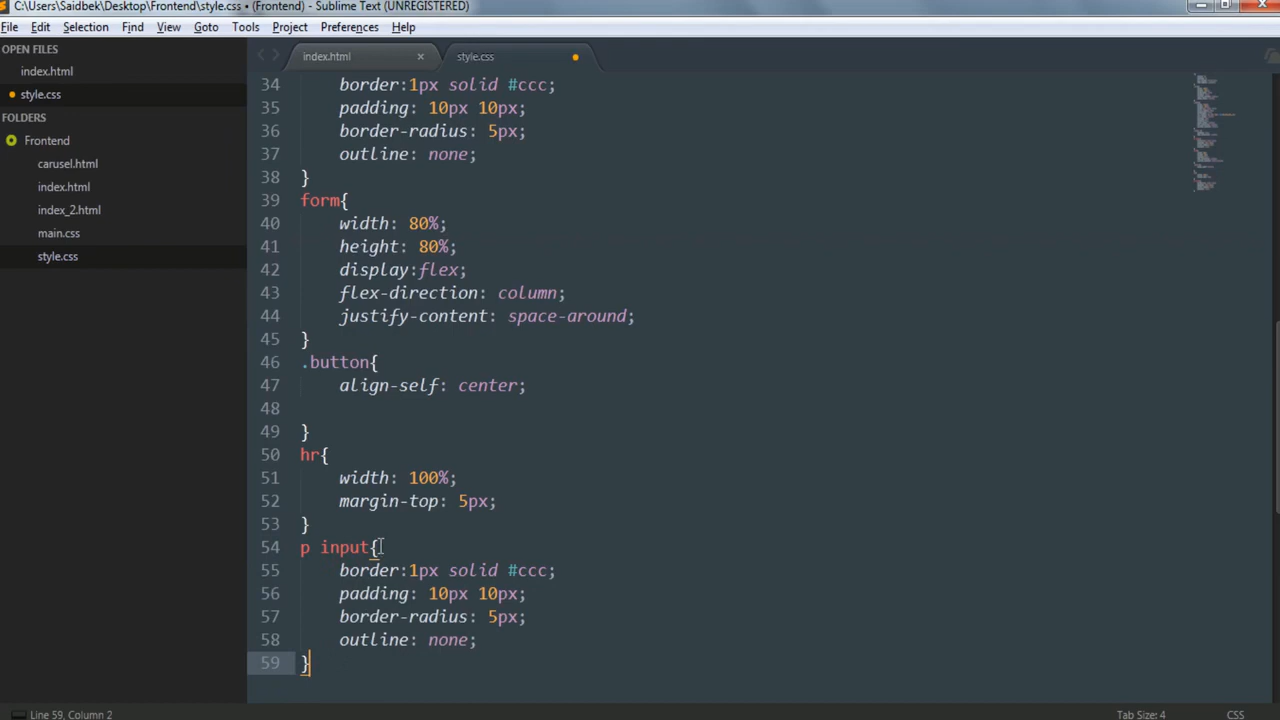 C:\Users\Saidbek\Desktop\Frontend\style.css • (Frontend) - Sublime Text (UNREGISTERED)
File Edit Selection Find View Goto Tools Project Preferences Help
OPEN FILES
index.html
style.css
FOLDERS
Frontend
carusel.html
index.html
index_2.html
main.css
style.css
index.html ×
style.css
34 border:1px solid #ccc;
35 padding: 10px 10px;
36 border-radius: 5px;
37 outline: none;
38 }
39 form{
40 width: 80%;
41 height: 80%;
42 display:flex;
43 flex-direction: column;
44 justify-content: space-around;
45 }
46 .button{
47 align-self: center;
48
49 }
50 hr{
51 width: 100%;
52 margin-top: 5px;
53 }
54 p input{
55 border:1px solid #ccc;
56 padding: 10px 10px;
57 border-radius: 5px;
58 outline: none;
59 }
Line 59, Column 2
Tab Size: 4
CSS